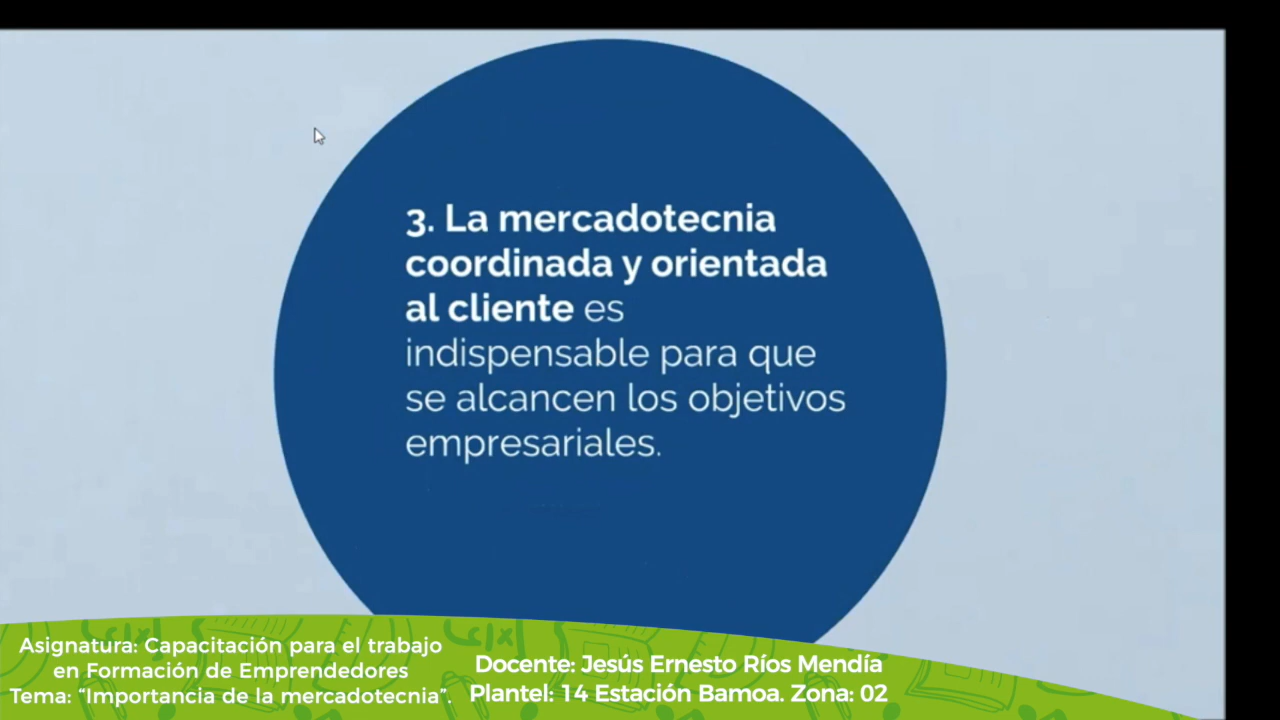 3. La mercadotecnia
coordinada y orientada
al cliente es
indispensable para que
se alcancen los objetivos
empresariales.
Asignatura: Capacitación para el trabajo
en Formación de Emprendedores
Tema: “Importancia de la mercadotecnia”.
Docente: Jesús Ernesto Ríos Mendía
Plantel: 14 Estación Bamoa. Zona: 02